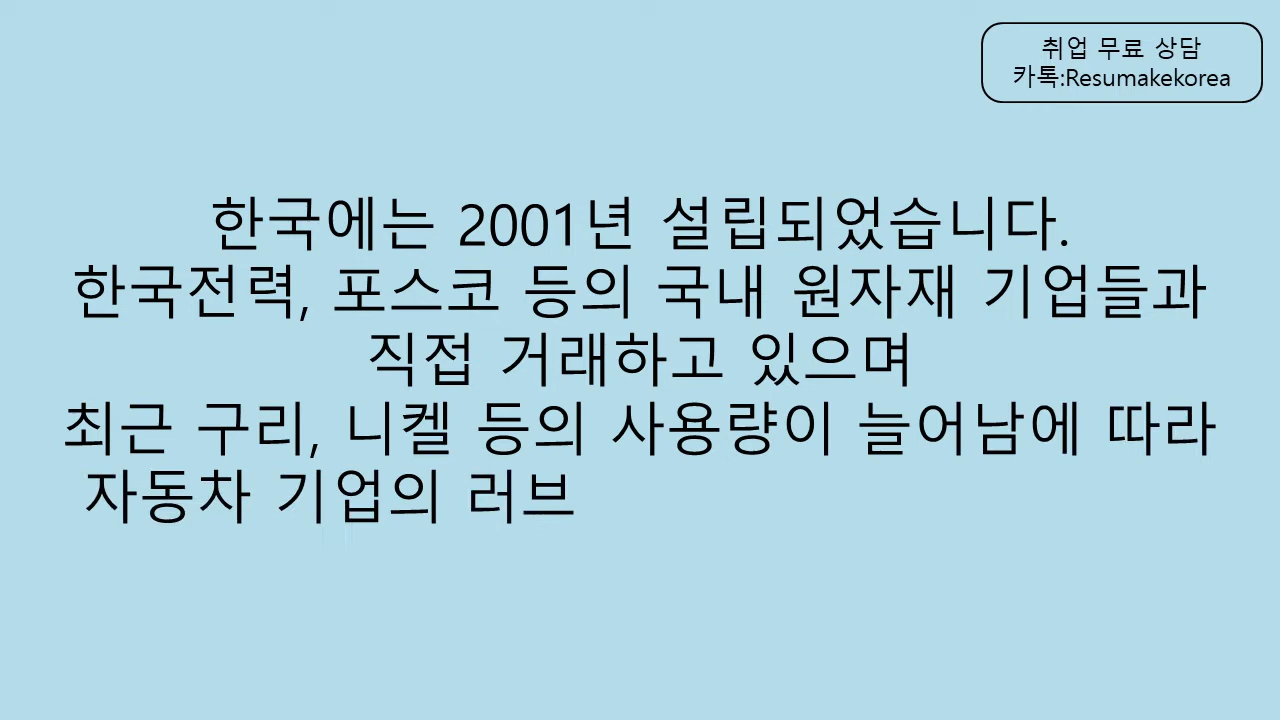 취업 무료 상담
카톡:Resumakekorea
한국에는 2001년 설립되었습니다.
한국전력, 포스코 등의 국내 원자재 기업들과
직접 거래하고 있으며
최근 구리, 니켈 등의 사용량이 늘어남에 따라
자동차 기업의 러브